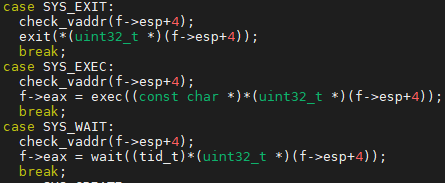 case SYS_EXIT:
check_vaddr(f->esp+4);
exit(*(uint32_t *)(f->esp+4));
break;
case SYS_EXEC:
check_vaddr(f->esp+4);
f->eax = exec((const char *)*(uint32_t *)(f->esp+4));
break;
case SYS_WAIT:
check_vaddr(f->esp+4);
f->eax = wait((tid_t)*(uint32_t *)(f->esp+4));
break;